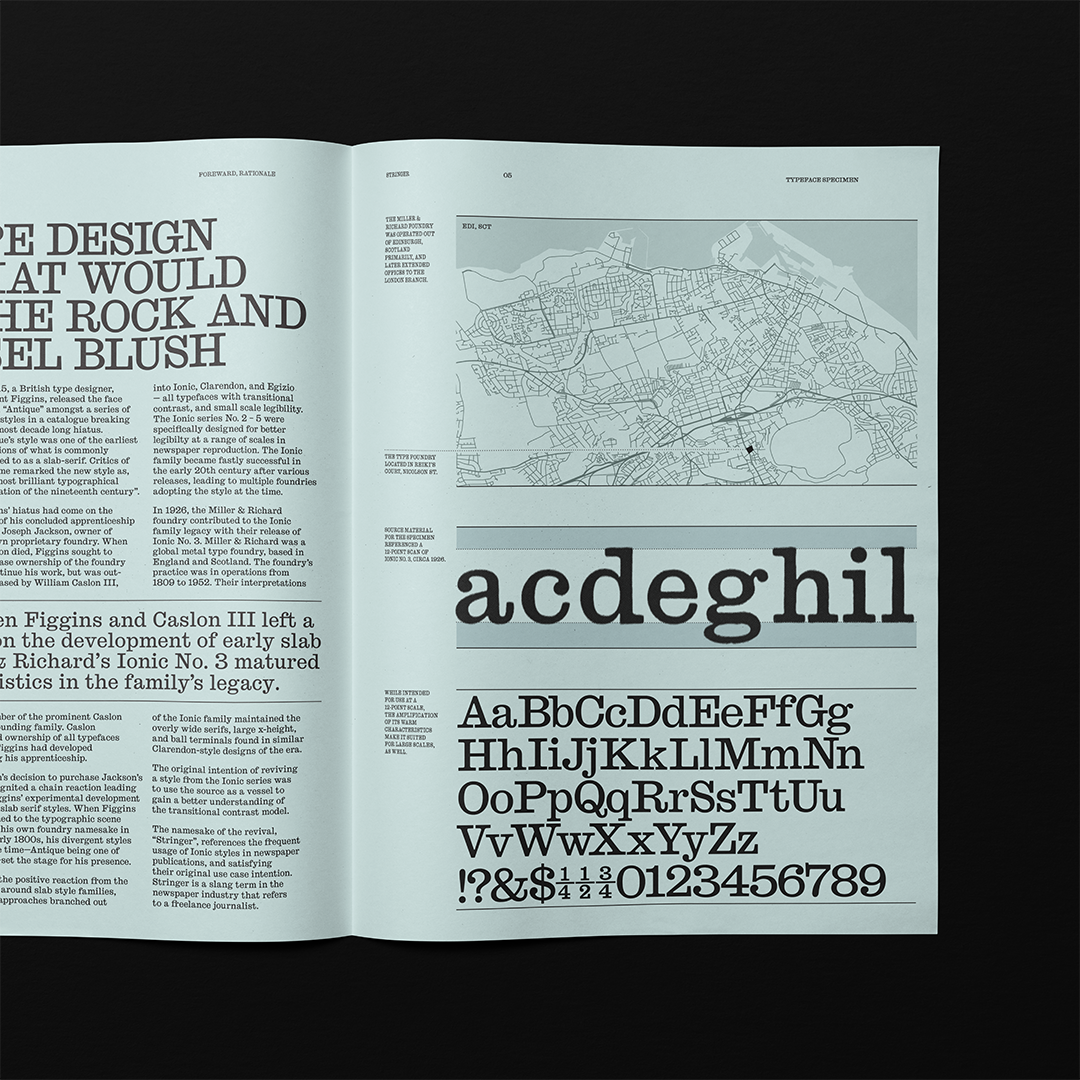 FOREWARD, RATIONALE
PE DESIGN
HAT WOULD
HE ROCK AND
SEL BLUSH
5, a British type designer,
nt Figgins, released the face
“Antique” amongst a series of
styles in a catalogue breaking
most decade long hiatus.
ue’s style was one of the earliest
ions of what is commonly
ed to as a slab-serif. Critics of
me remarked the new style as,
most brilliant typographical
ation of the nineteenth century”.
ns’ hiatus had come on the
of his concluded apprenticeship
Joseph Jackson, owner of
wn proprietary foundry. When
on died, Figgins sought to
ase ownership of the foundry
tinue his work, but was out-
ased by William Caslon III,
into Ionic, Clarendon, and Egizio
— all typefaces with transitional
contrast, and small scale legibility.
The Ionic series No. 2 – 5 were
specifically designed for better
legibilty at a range of scales in
newspaper reproduction. The Ionic
family became fastly successful in
the early 20th century after various
releases, leading to multiple foundries
adopting the style at the time.
In 1926, the Miller & Richard
foundry contributed to the Ionic
family legacy with their release of
Ionic No. 3. Miller & Richard was a
global metal type foundry, based in
England and Scotland. The foundry’s
practice was in operations from
1809 to 1952. Their interpretations
en Figgins and Caslon III left a
on the development of early slab
& Richard’s Ionic No. 3 matured
istics in the family’s legacy.
ber of the prominent Caslon
ounding family. Caslon
d ownership of all typefaces
Figgins had developed
g his apprenticeship.
n’s decision to purchase Jackson’s
gnited a chain reaction leading
ggins’ experimental development
slab serif styles. When Figgins
ed to the typographic scene
his own foundry namesake in
rly 1800s, his divergent styles
e time—Antique being one of
-set the stage for his presence.
the positive reaction from the
around slab style families,
approaches branched out
of the Ionic family maintained the
overly wide serifs, large x-height,
and ball terminals found in similar
Clarendon-style designs of the era.
The original intention of reviving
a style from the Ionic series was
to use the source as a vessel to
gain a better understanding of
the transitional contrast model.
The namesake of the revival,
“Stringer”, references the frequent
usage of Ionic styles in newspaper
publications, and satisfying
their original use case intention.
Stringer is a slang term in the
newspaper industry that refers
to a freelance journalist.
STRINGER
05
TYPEFACE SPECIMEN
THE MILLER &
RICHARD FOUNDRY
WAS OPERATED OUT
OF EDINBURGH,
SCOTLAND
PRIMARILY, AND
LATER EXTENDED
OFFICES TO THE
LONDON BRANCH.
EDI, SCT
THE TYPE FOUNDRY
LOCATED IN REIKI’S
COURT, NICOLSON ST.
SOURCE MATERIAL
FOR THE SPECIMEN
REFERENCED A
12-POINT SCAN OF
IONIC NO. 3, CIRCA 1926.
acdeghil
WHILE INTENDED
FOR USE AT A
12-POINT SCALE,
THE AMPLIFICATION
OF ITS WARM
CHARACTERISTICS
MAKE IT SUITED
FOR LARGE SCALES,
AS WELL
AaBbCcDdEeFfGg
HhIiJjKkLlMmNn
OoPpQqRrSsTtUu
VvWwXxYyZz
!?&$¼½¾0123456789